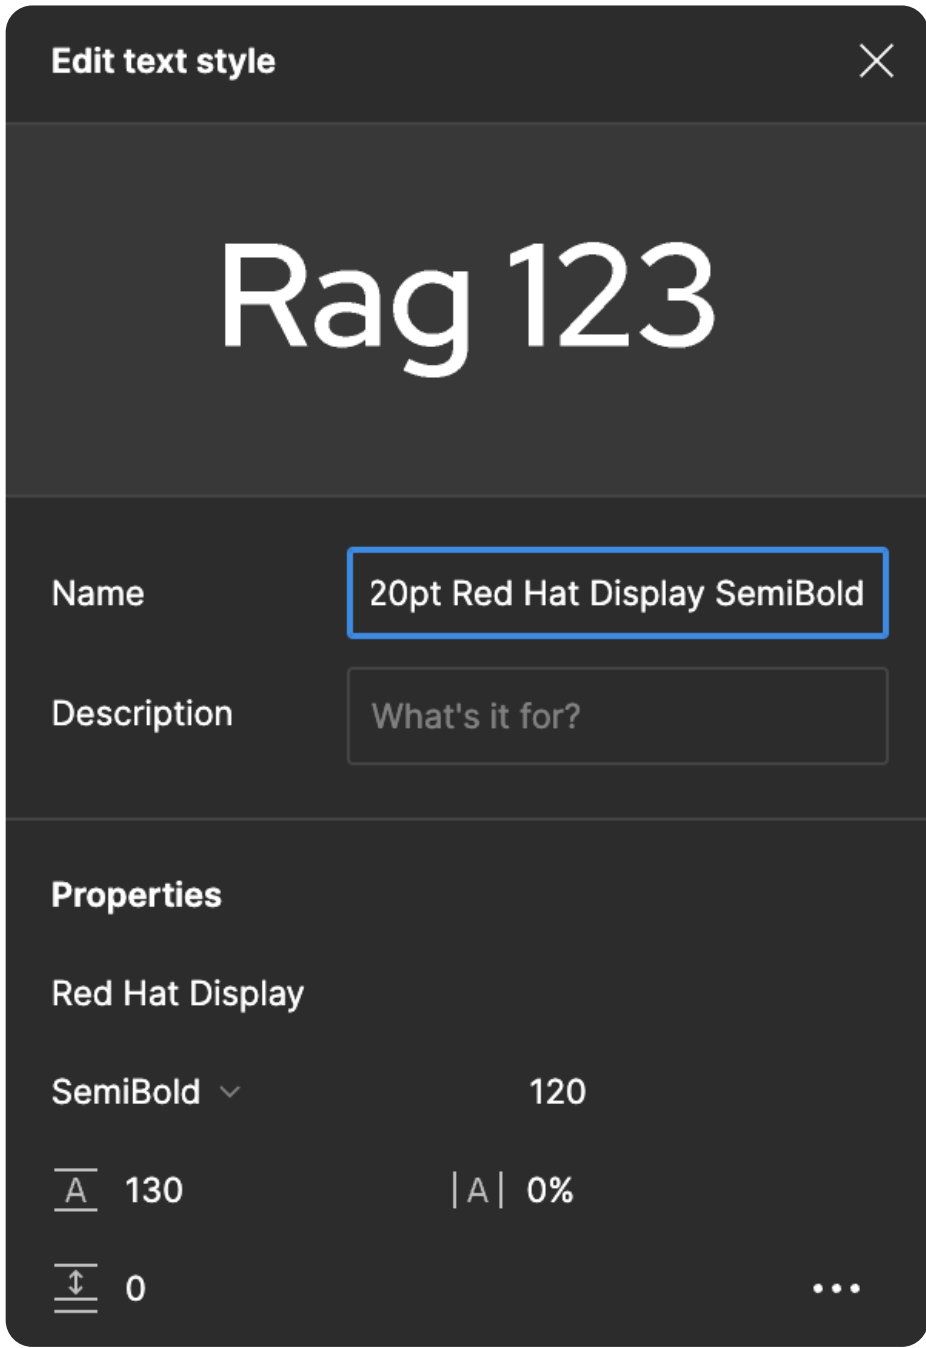 Edit text style
Rag 123
Name
20pt Red Hat Display SemiBold
Description
What's it for?
Properties
Red Hat Display
SemiBold 120
A 130 |A| 0%
0